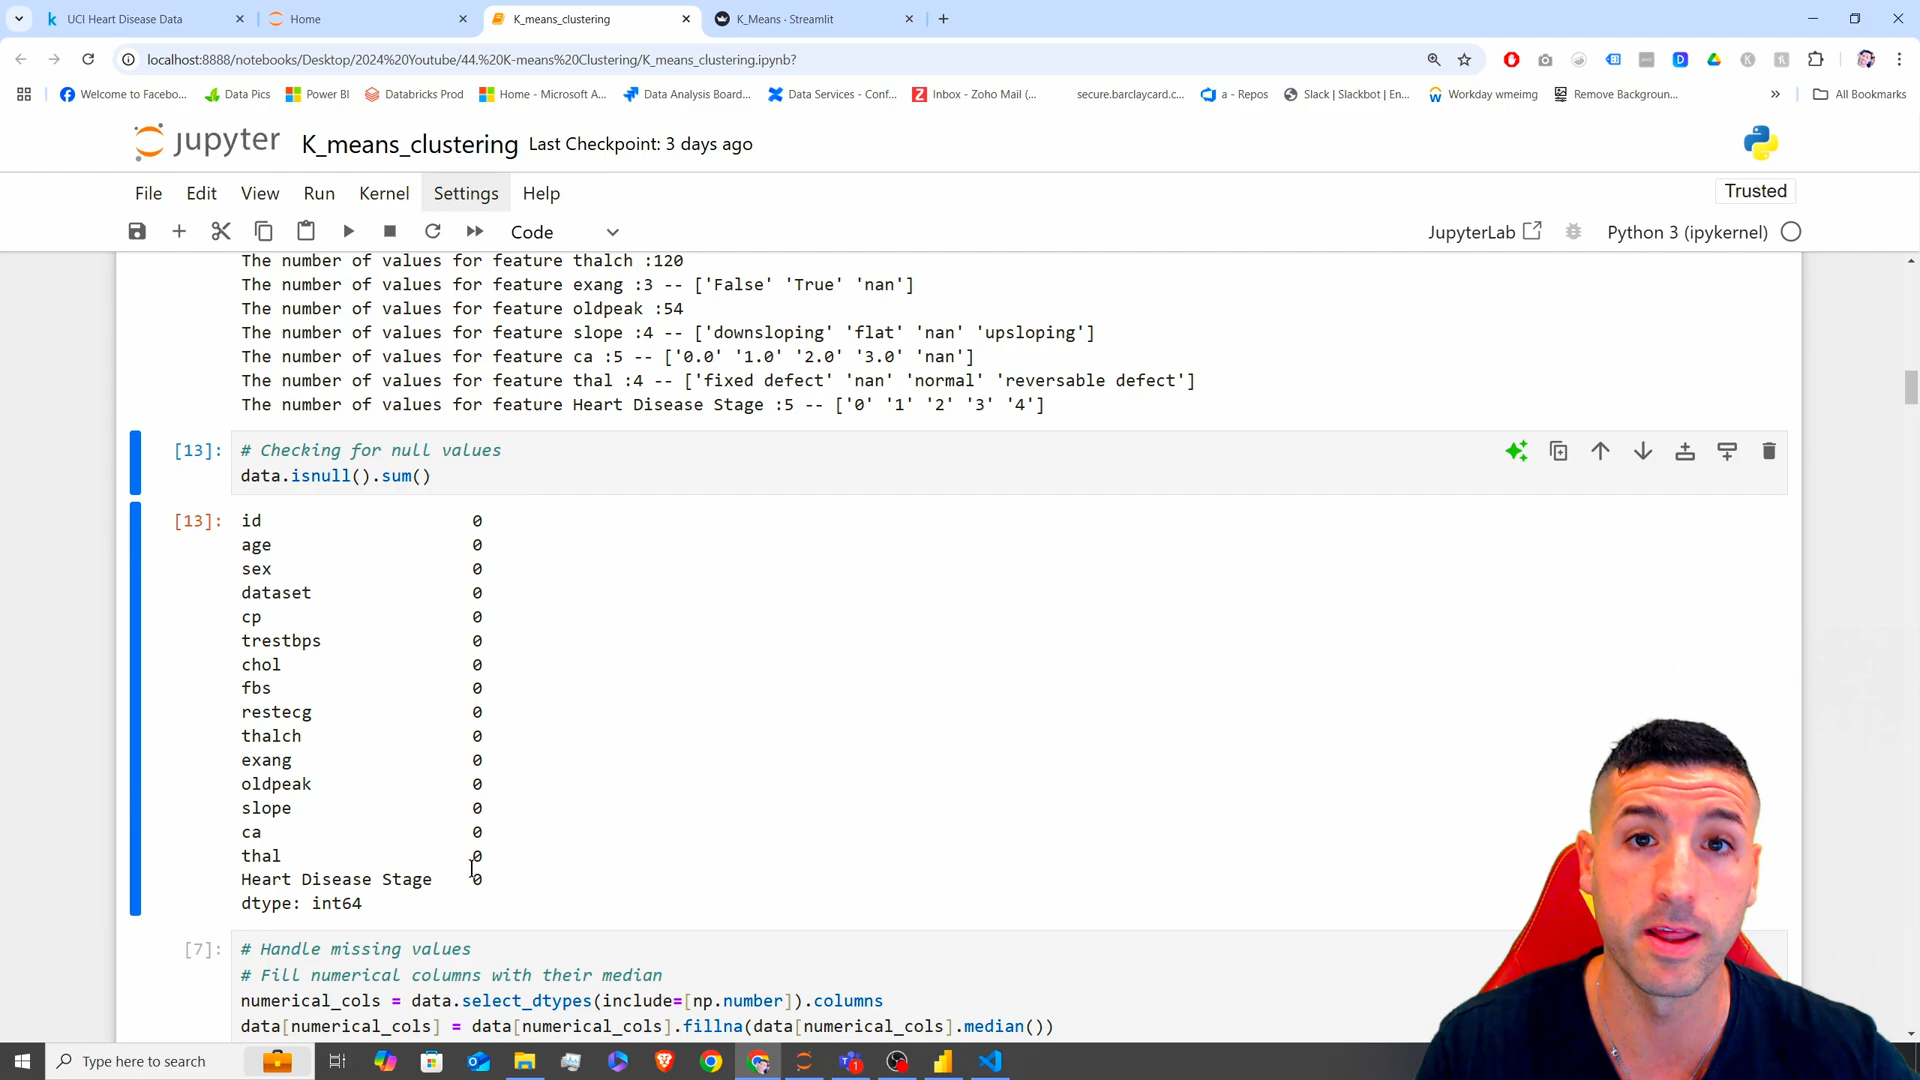 UCI Heart Disease Data
Home
K_means_clustering
K_Means · Streamlit
localhost:8888/notebooks/Desktop/2024%20Youtube/44.%20K-means%20Clustering/K_means_clustering.ipynb?
Welcome to Facebo...
Data Pics
Power BI
Databricks Prod
Home - Microsoft A...
Data Analysis Board...
Data Services - Conf...
Inbox - Zoho Mail (...
secure.barclaycard.c...
a - Repos
Slack | Slackbot | En...
Workday wmeimg
Remove Backgroun...
All Bookmarks
jupyter K_means_clustering Last Checkpoint: 3 days ago
File Edit View Run Kernel Settings Help
Trusted
Code
JupyterLab
Python 3 (ipykernel)
The number of values for feature thalch :120
The number of values for feature exang :3 -- ['False' 'True' 'nan']
The number of values for feature oldpeak :54
The number of values for feature slope :4 -- ['downsloping' 'flat' 'nan' 'upsloping']
The number of values for feature ca :5 -- ['0.0' '1.0' '2.0' '3.0' 'nan']
The number of values for feature thal :4 -- ['fixed defect' 'nan' 'normal' 'reversable defect']
The number of values for feature Heart Disease Stage :5 -- ['0' '1' '2' '3' '4']
[13]: # Checking for null values
data.isnull().sum()
[13]: id 0
age 0
sex 0
dataset 0
cp 0
trestbps 0
chol 0
fbs 0
restecg 0
thalch 0
exang 0
oldpeak 0
slope 0
ca 0
thal 0
Heart Disease Stage 0
dtype: int64
[7]: # Handle missing values
# Fill numerical columns with their median
numerical_cols = data.select_dtypes(include=[np.number]).columns
data[numerical_cols] = data[numerical_cols].fillna(data[numerical_cols].median())
Type here to search